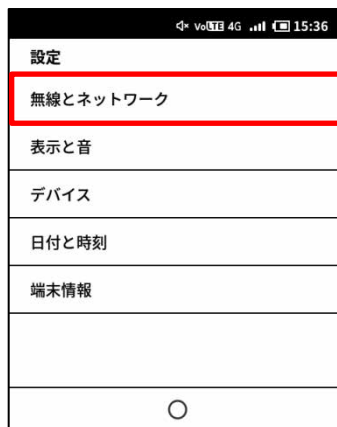 VoLTE 4G 15:36
設定
無線とネットワーク
表示と音
デバイス
日付と時刻
端末情報